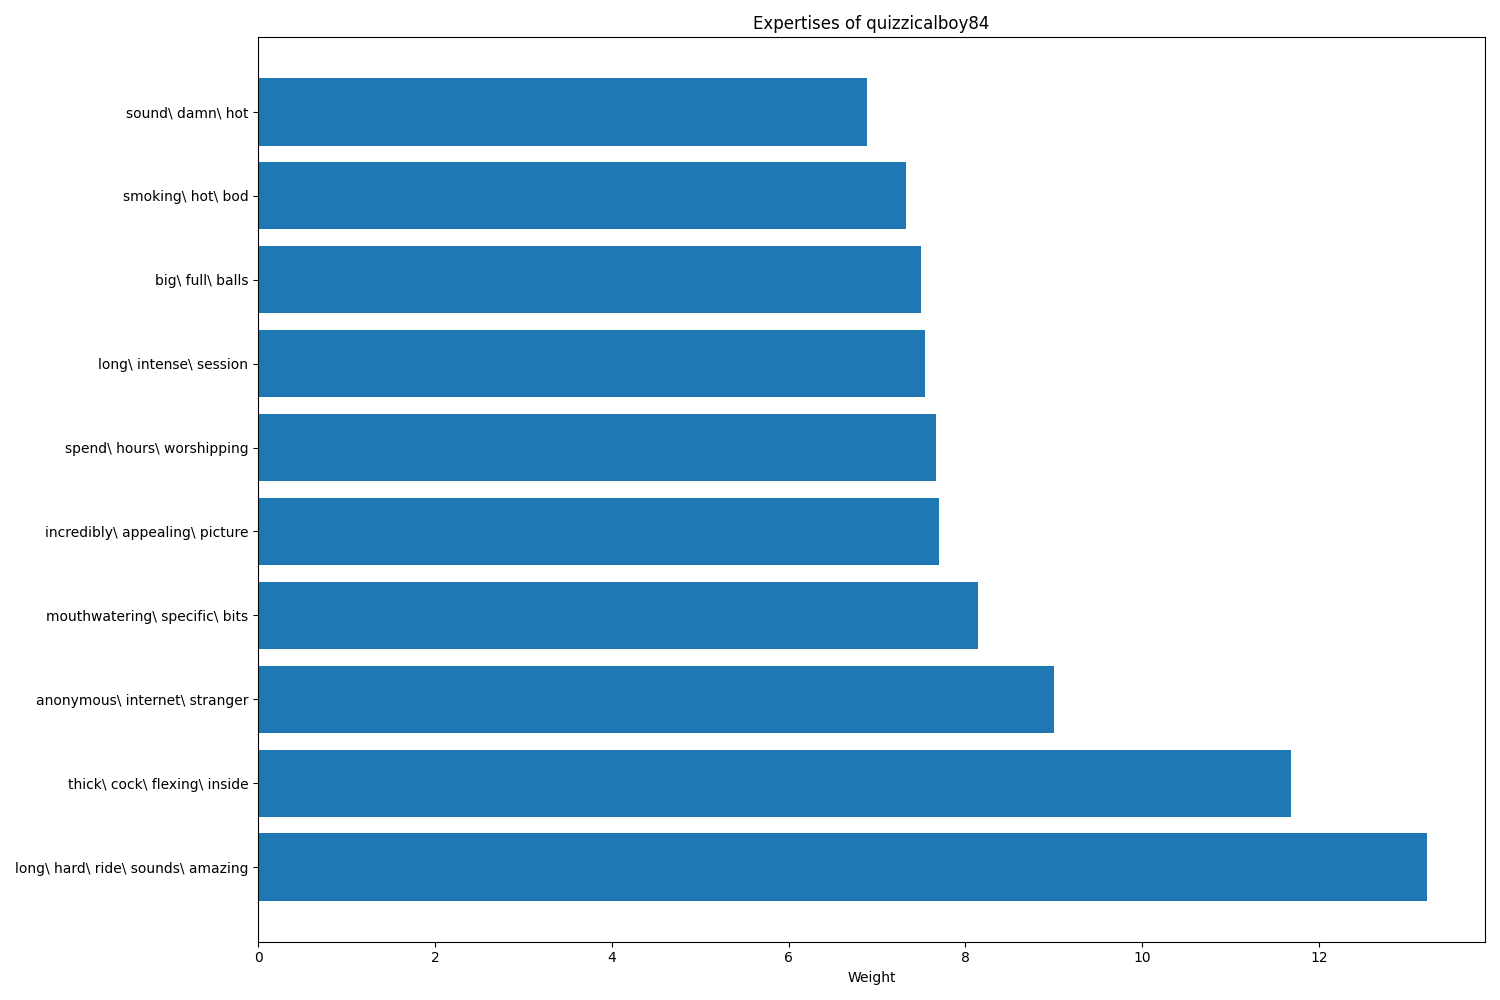 Expertises of quizzicalboy84
sound\ damn\ hot
smoking\ hot\ bod
big\ full\ balls
long\ intense\ session
spend\ hours\ worshipping
incredibly\ appealing\ picture
mouthwatering\ specific\ bits
anonymous\ internet\ stranger
thick\ cock\ flexing\ inside
long\ hard\ ride\ sounds\ amazing
0 2 4 6 8 10 12
Weight